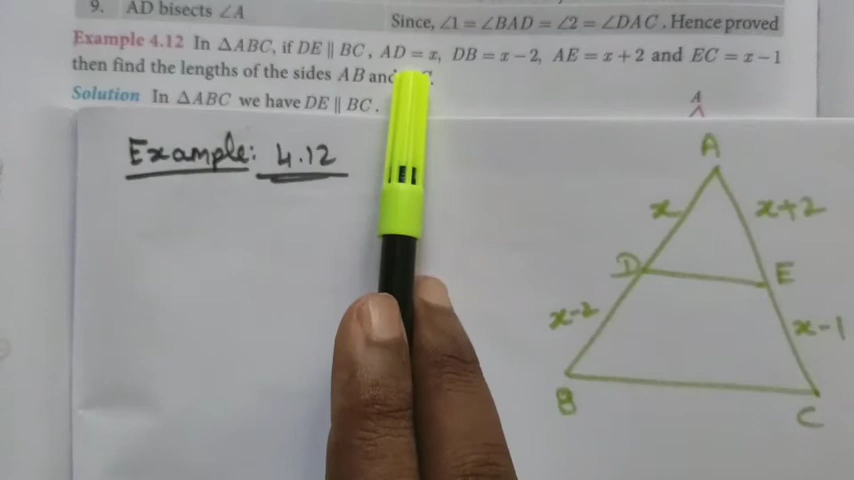 9. AD bisects ∠A
Since, ∠1 = ∠BAD = ∠2 = ∠DAC. Hence proved
Example 4.12 In ΔABC, if DE ∥ BC, AD = x, DB = x − 2, AE = x + 2 and EC = x − 1
then find the lengths of the sides AB and
Solution In ΔABC we have DE ∥ BC.
A
Example: 4.12
A
x
x+2
D
E
x-2
x-1
B
C